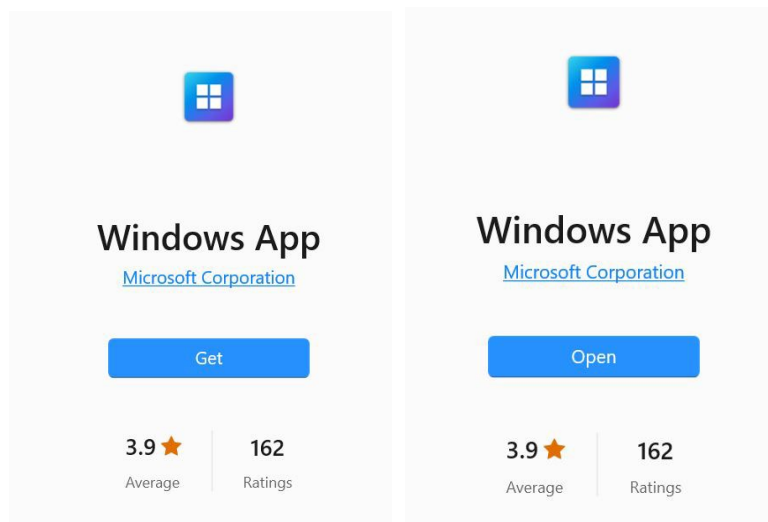 Windows App
Microsoft Corporation
Get
3.9
162
Average
Ratings
Windows App
Microsoft Corporation
Open
3.9
162
Average
Ratings